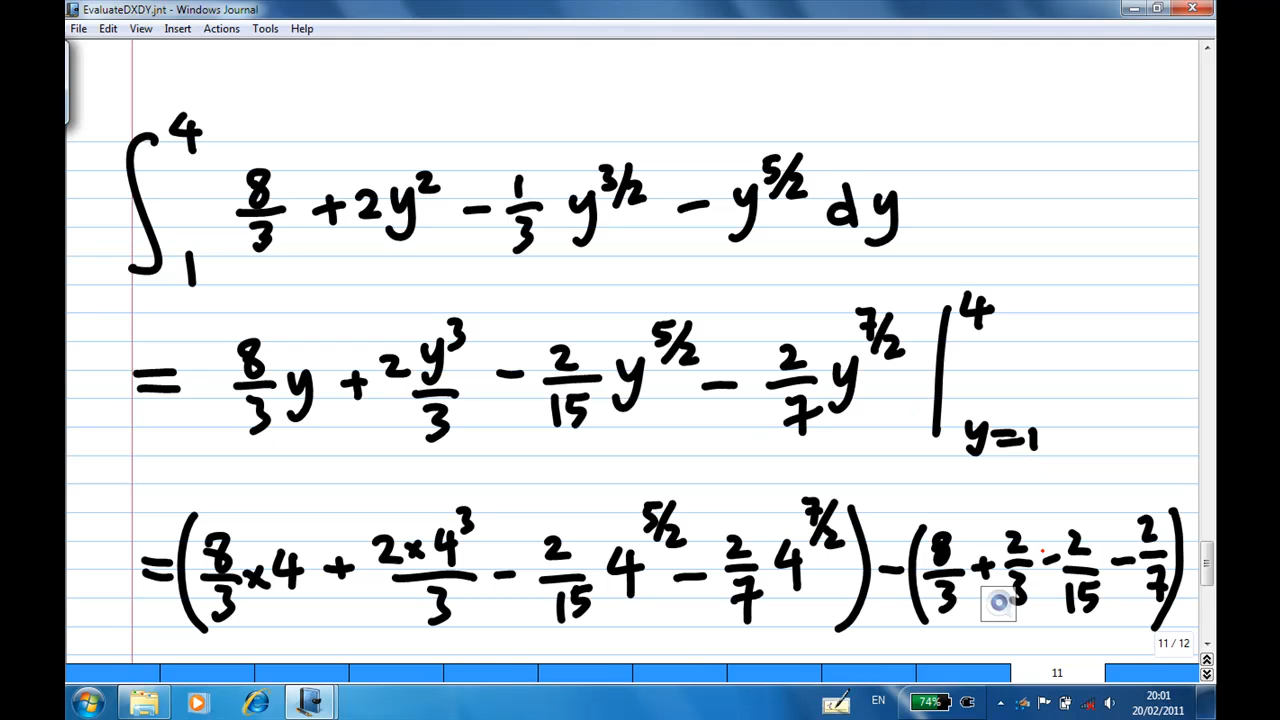 EvaluateDXDY.jnt - Windows Journal
File Edit View Insert Actions Tools Help
∫₁⁴ 8/3 + 2y² - 1/3 y^(3/2) - y^(5/2) dy
= 8/3 y + 2 y³/3 - 2/15 y^(5/2) - 2/7 y^(7/2) |_(y=1)^4
= (8/3 × 4 + 2×4³/3 - 2/15 4^(5/2) - 2/7 4^(7/2)) - (8/3 + 2/3 - 2/15 - 2/7)
11 / 12
11
EN 74% 20:01
20/02/2011